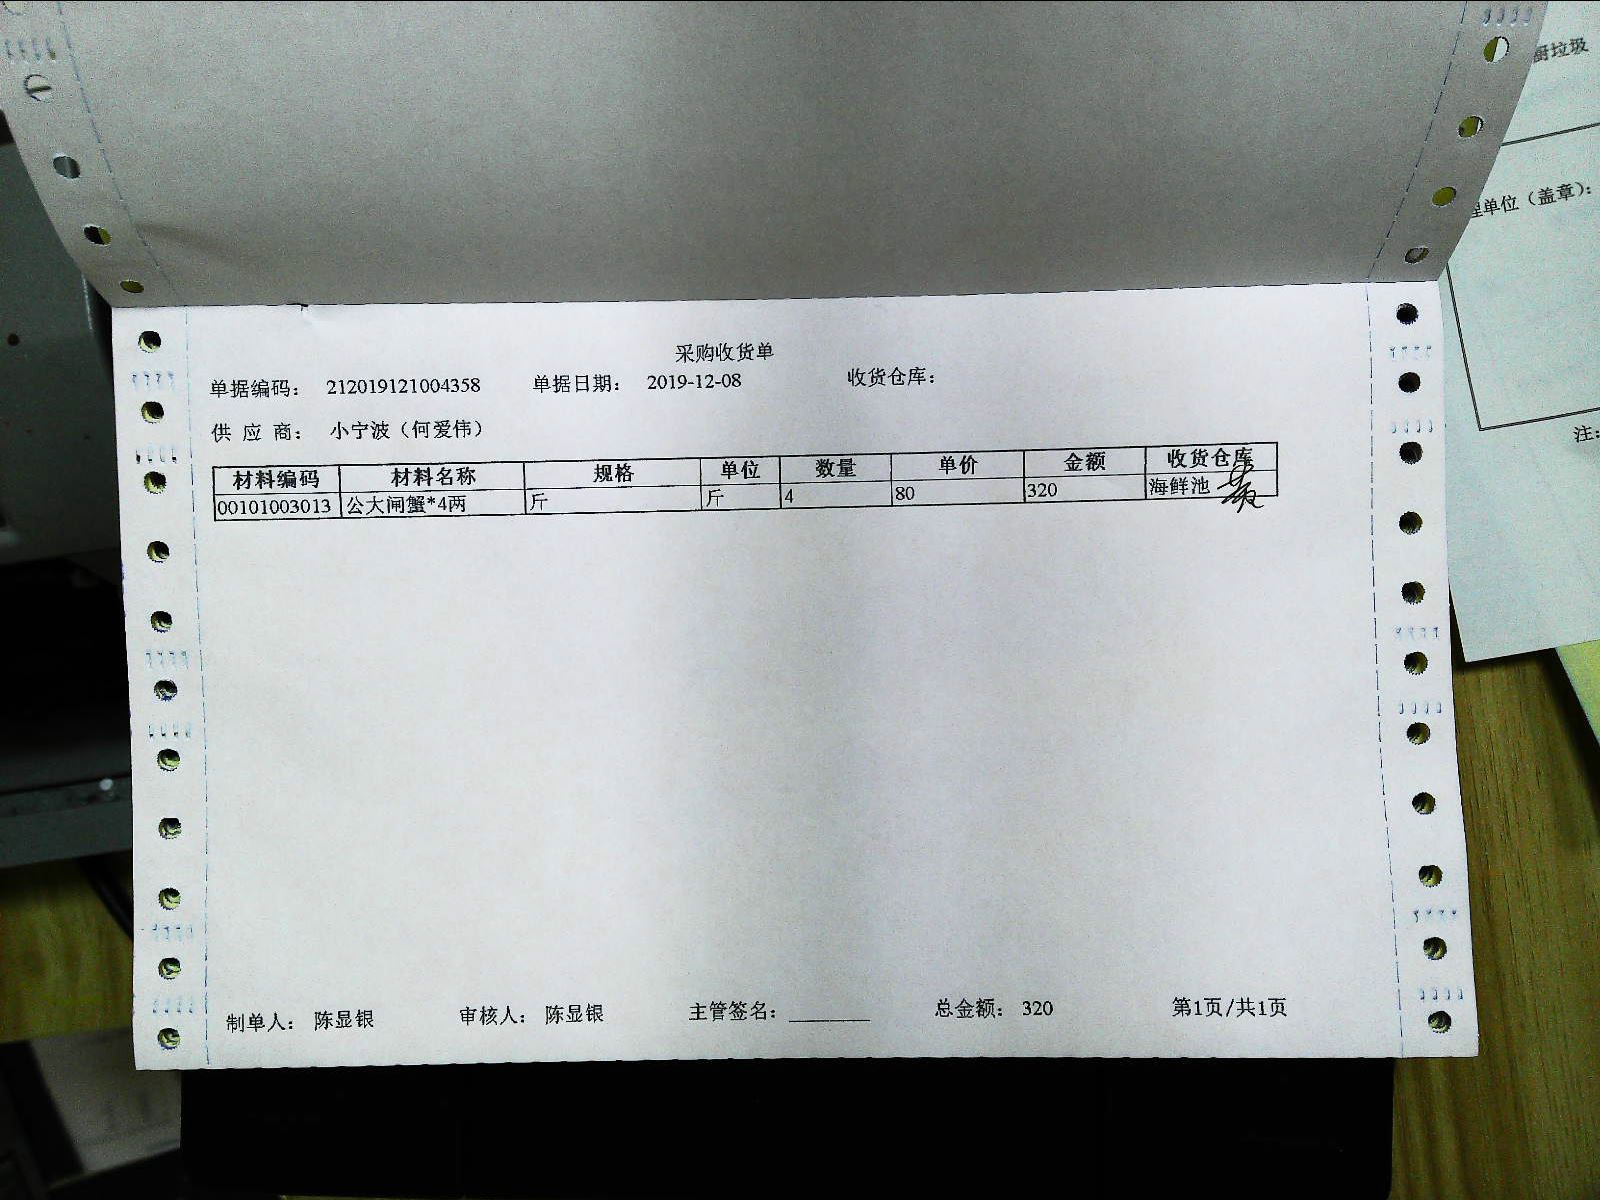 厨垃圾
程单位（盖章）：
注：
采购收货单
单据编码： 212019121004358 单据日期： 2019-12-08 收货仓库：
供 应 商： 小宁波（何爱伟）
材料编码 材料名称 规格 单位 数量 单价 金额 收货仓库
00101003013 公大闸蟹*4两 斤 斤 4 80 320 海鲜池
制单人： 陈显银 审核人： 陈显银 主管签名： 总金额： 320 第1页/共1页